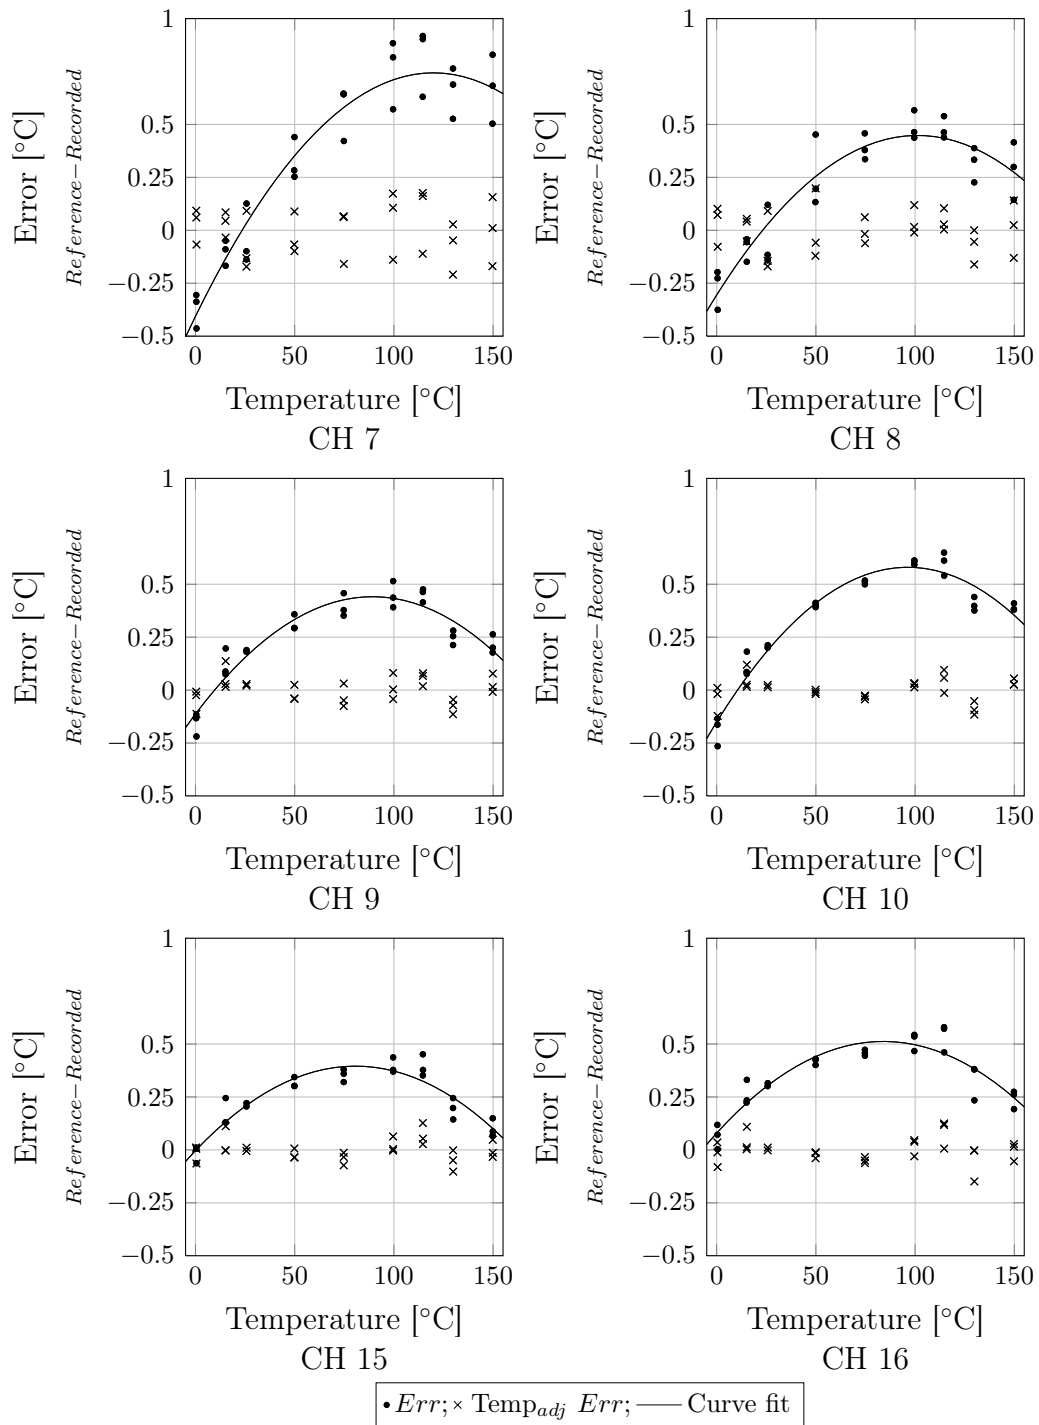 1
0.5
0.25
0
−0.25
−0.5
Error [°C]
Reference−Recorded
0 50 100 150
Temperature [°C]
CH 7
1
0.5
0.25
0
−0.25
−0.5
Error [°C]
Reference−Recorded
0 50 100 150
Temperature [°C]
CH 8
1
0.5
0.25
0
−0.25
−0.5
Error [°C]
Reference−Recorded
0 50 100 150
Temperature [°C]
CH 9
1
0.5
0.25
0
−0.25
−0.5
Error [°C]
Reference−Recorded
0 50 100 150
Temperature [°C]
CH 10
1
0.5
0.25
0
−0.25
−0.5
Error [°C]
Reference−Recorded
0 50 100 150
Temperature [°C]
CH 15
1
0.5
0.25
0
−0.25
−0.5
Error [°C]
Reference−Recorded
0 50 100 150
Temperature [°C]
CH 16
Err; Temp adj Err; Curve fit